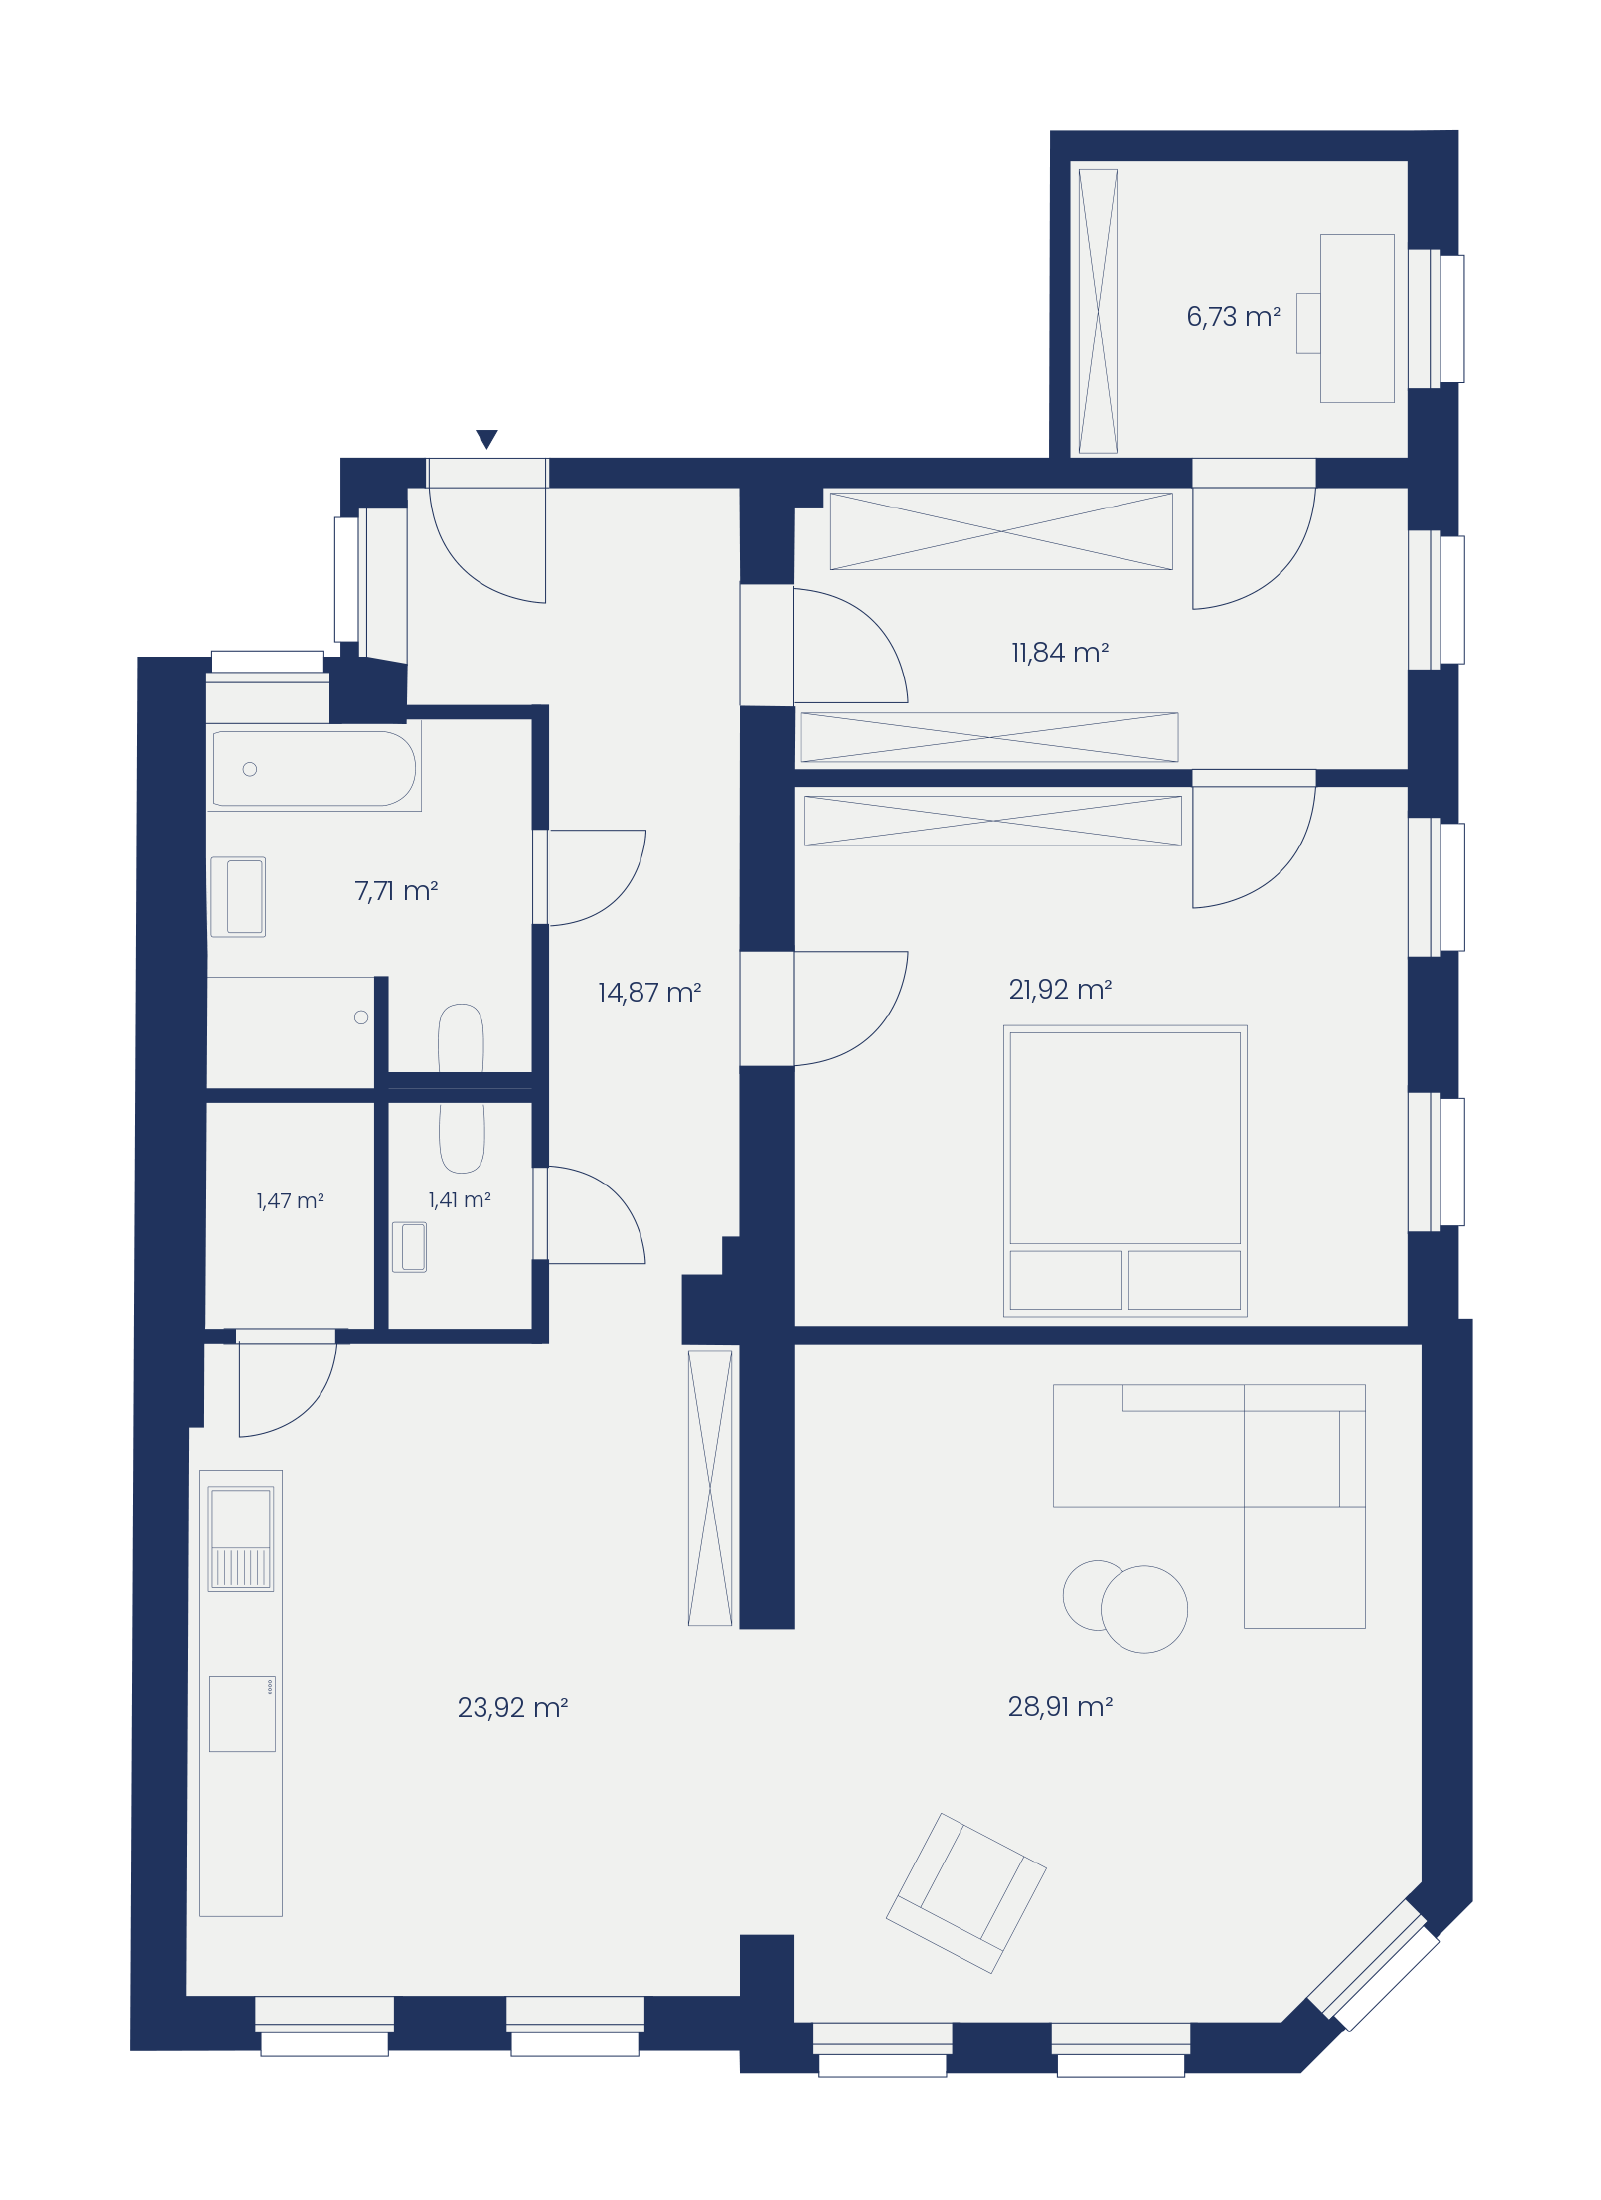 6,73 m²
11,84 m²
7,71 m²
14,87 m²
21,92 m²
1,47 m²
1,41 m²
23,92 m²
28,91 m²